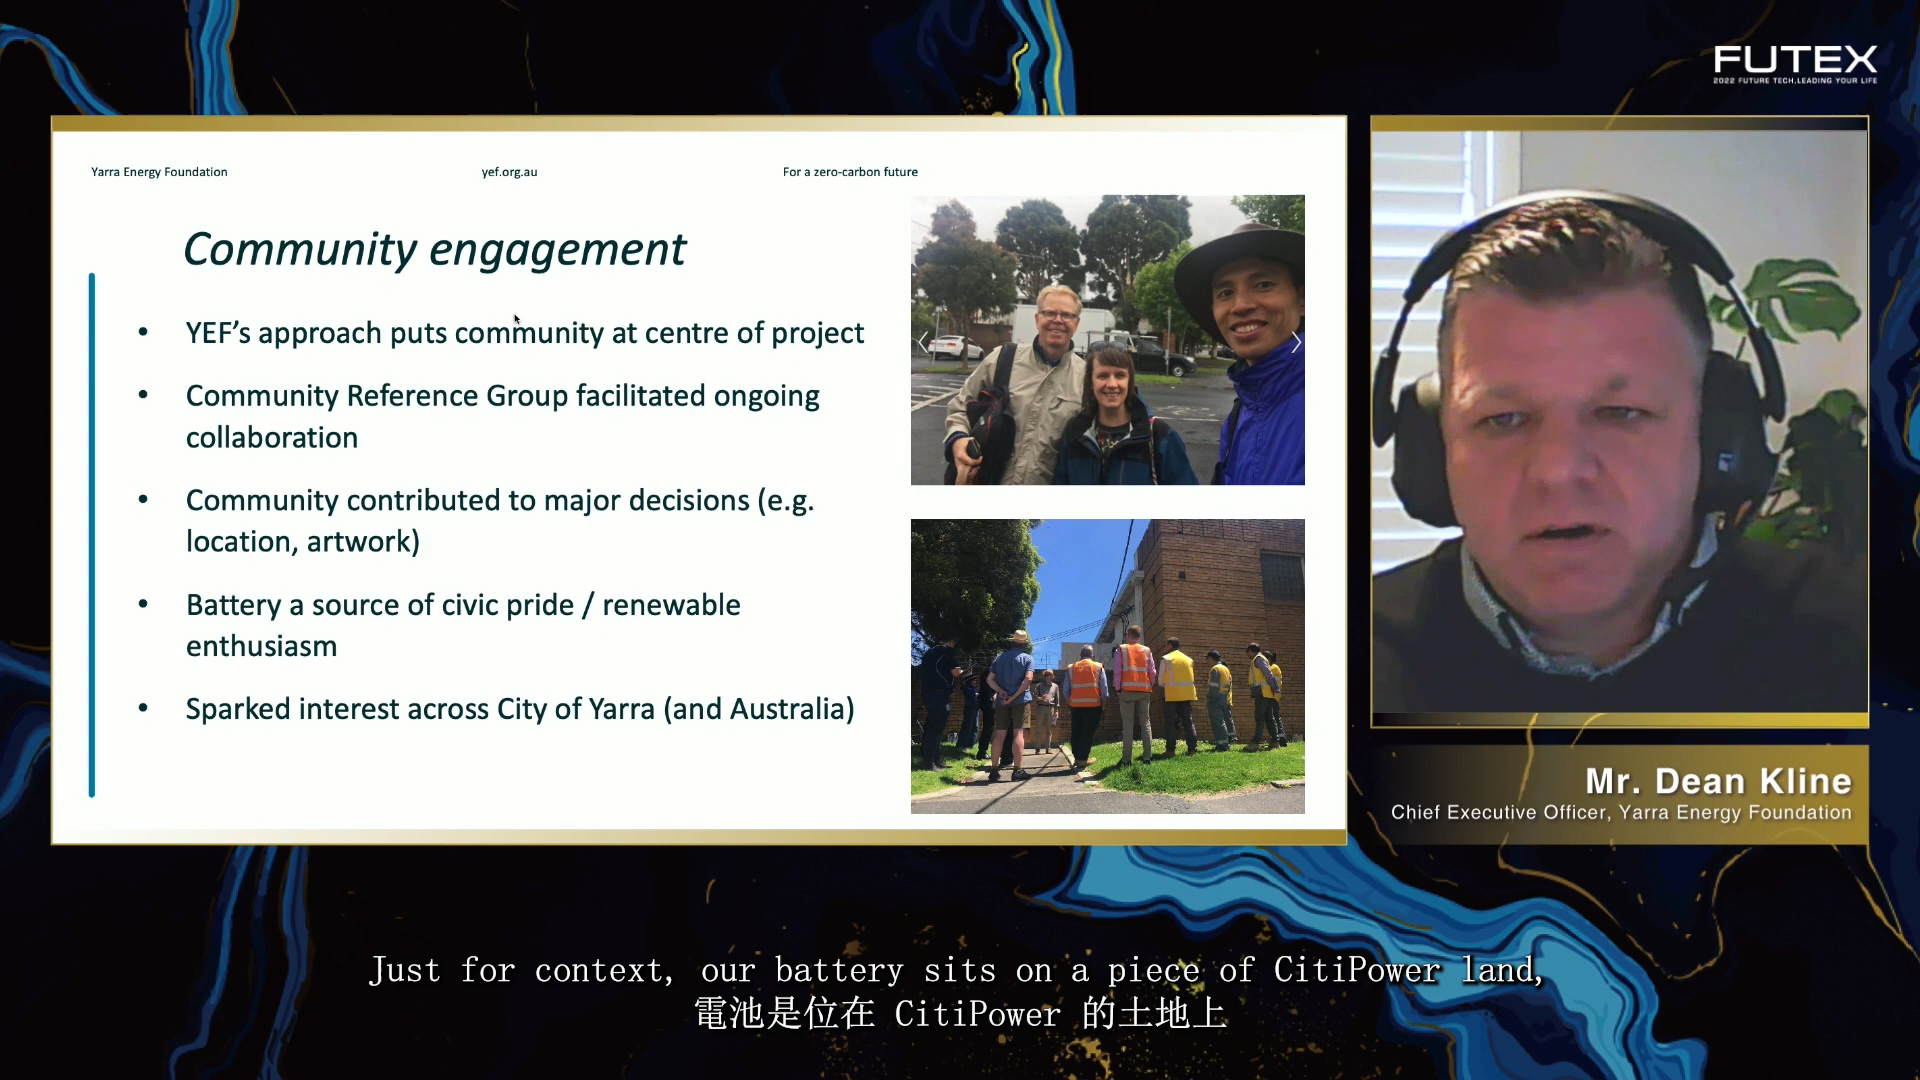 FUTEX
2022 FUTURE TECH,LEADING YOUR LIFE
Yarra Energy Foundation
yef.org.au
For a zero-carbon future
Community engagement
• YEF’s approach puts community at centre of project
• Community Reference Group facilitated ongoing
collaboration
• Community contributed to major decisions (e.g.
location, artwork)
• Battery a source of civic pride / renewable
enthusiasm
• Sparked interest across City of Yarra (and Australia)
Mr. Dean Kline
Chief Executive Officer, Yarra Energy Foundation
Just for context, our battery sits on a piece of CitiPower land,
電池是位在 CitiPower 的土地上